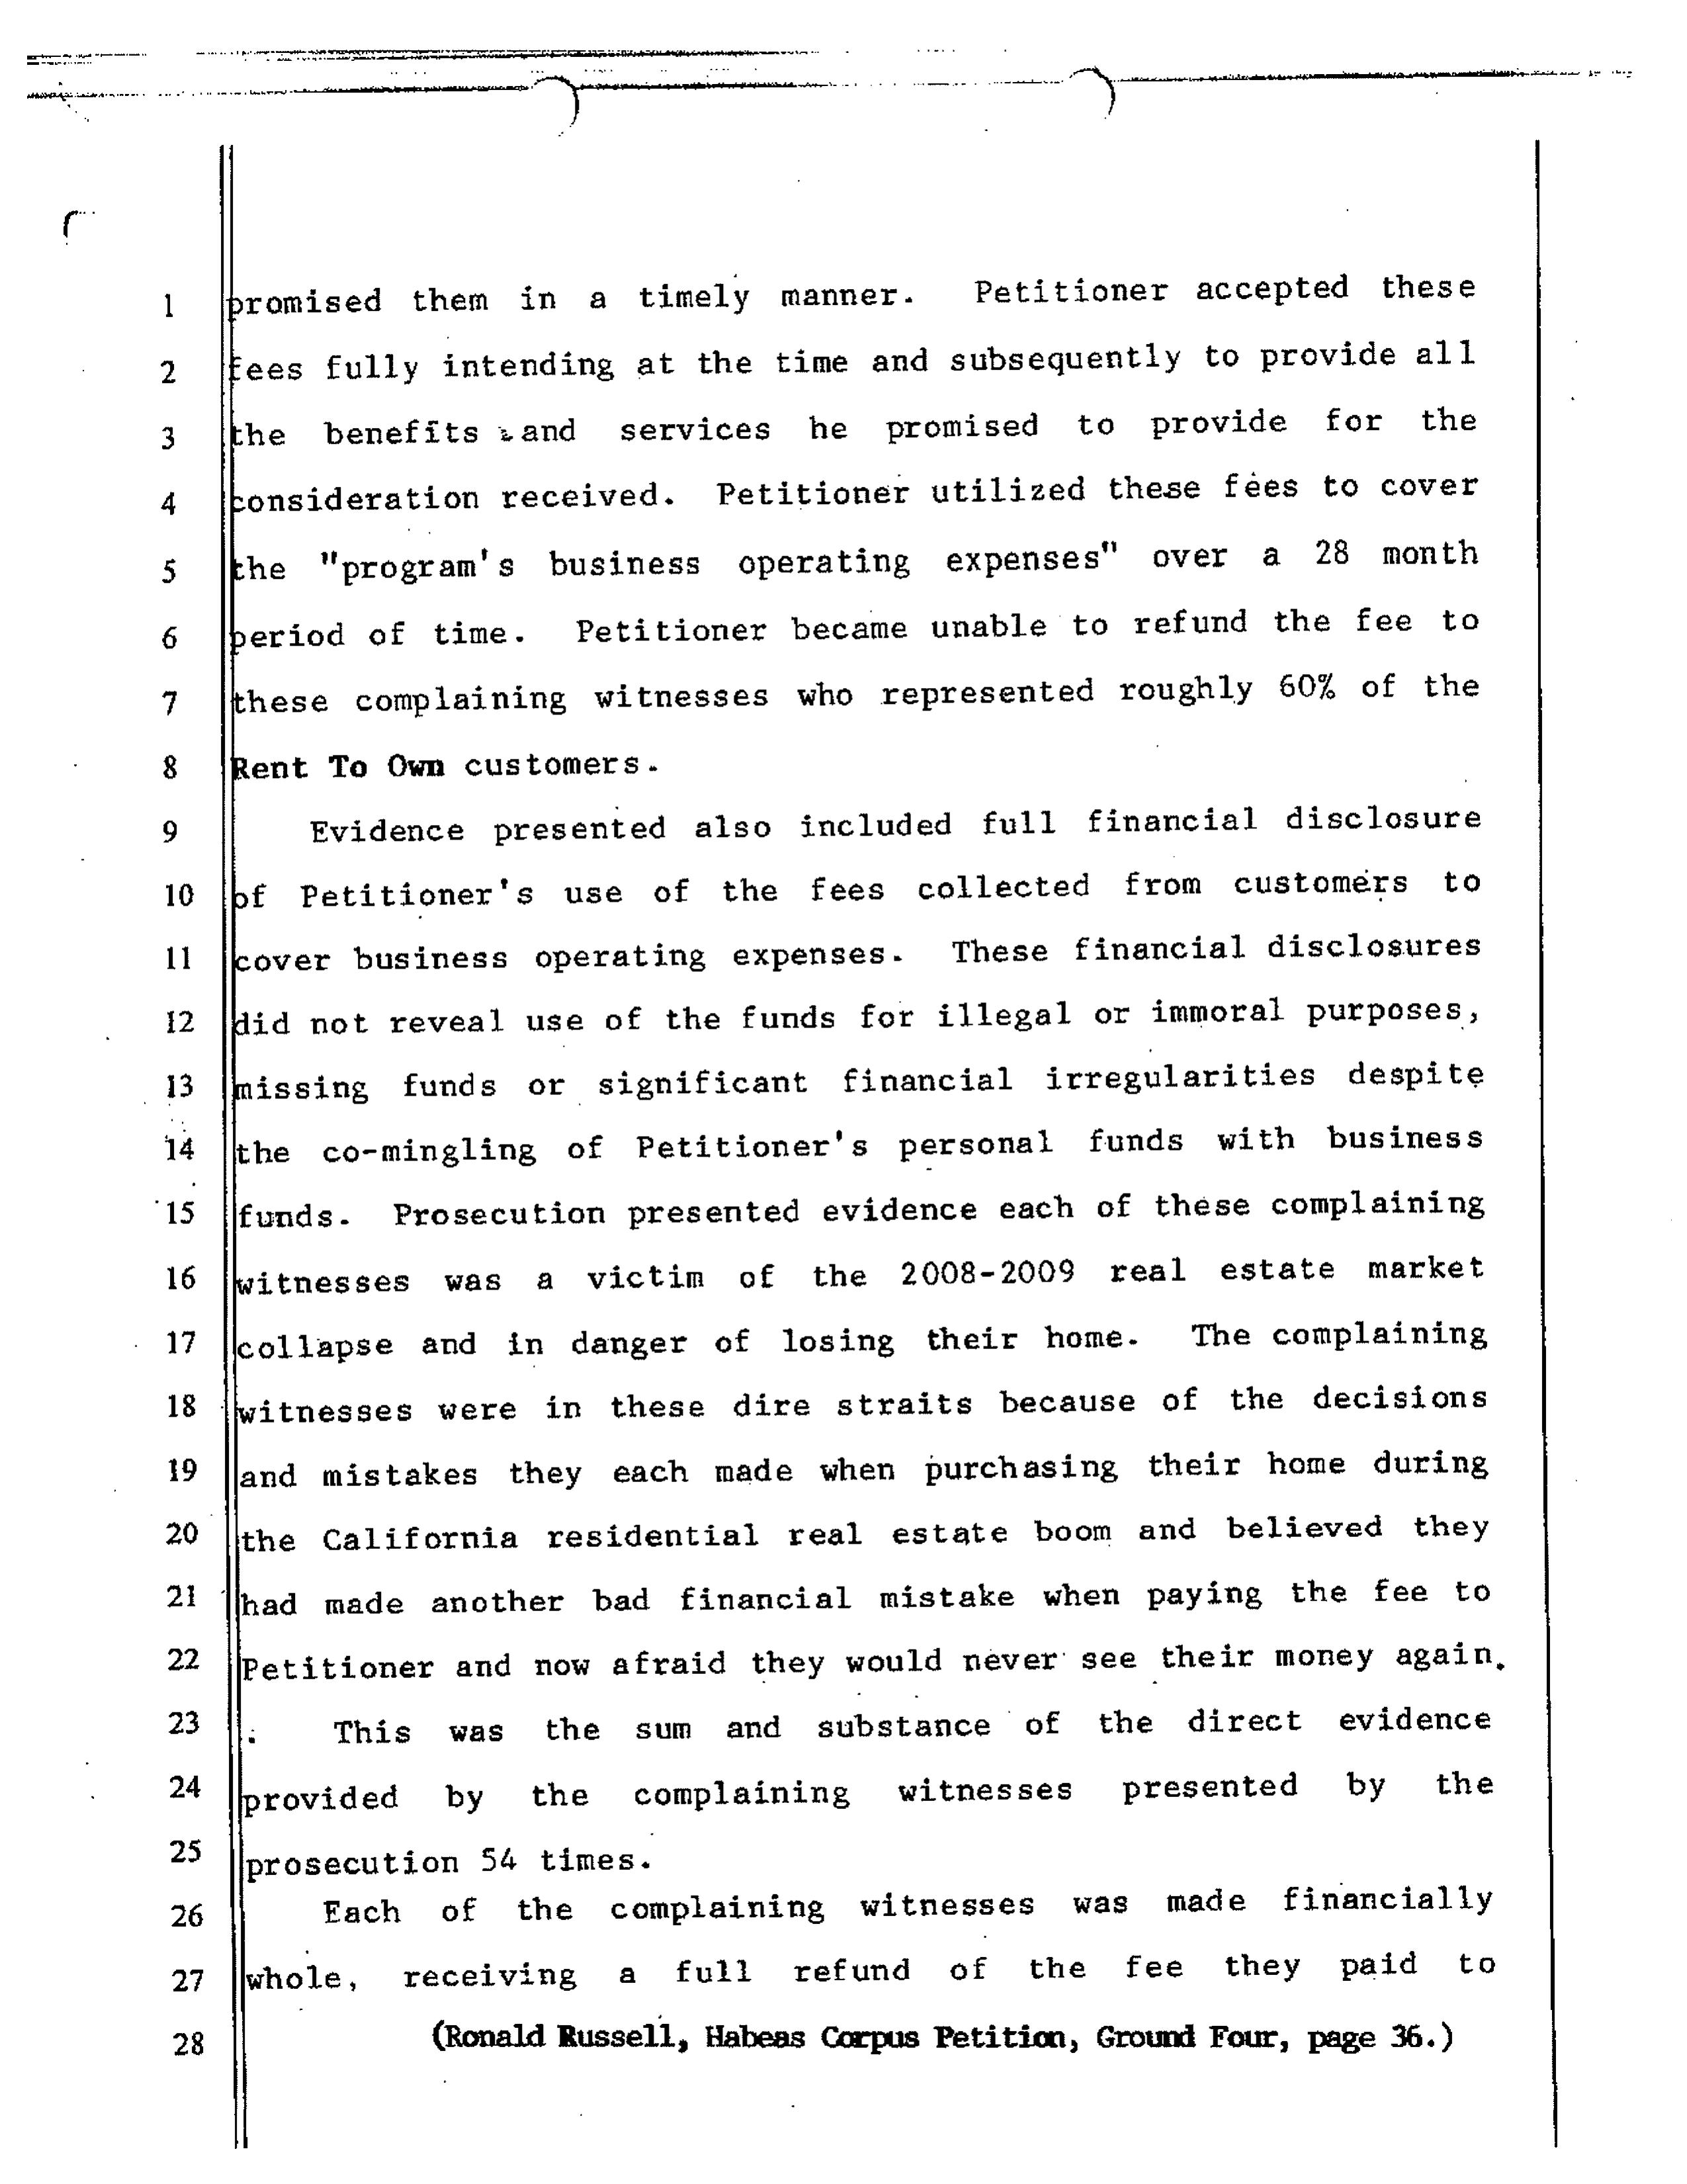 1 promised them in a timely manner. Petitioner accepted these
2 fees fully intending at the time and subsequently to provide all
3 the benefits and services he promised to provide for the
4 consideration received. Petitioner utilized these fees to cover
5 the "program's business operating expenses" over a 28 month
6 period of time. Petitioner became unable to refund the fee to
7 these complaining witnesses who represented roughly 60% of the
8 Rent To Own customers.
9 Evidence presented also included full financial disclosure
10 of Petitioner's use of the fees collected from customers to
11 cover business operating expenses. These financial disclosures
12 did not reveal use of the funds for illegal or immoral purposes,
13 missing funds or significant financial irregularities despite
14 the co-mingling of Petitioner's personal funds with business
15 funds. Prosecution presented evidence each of these complaining
16 witnesses was a victim of the 2008-2009 real estate market
17 collapse and in danger of losing their home. The complaining
18 witnesses were in these dire straits because of the decisions
19 and mistakes they each made when purchasing their home during
20 the California residential real estate boom and believed they
21 had made another bad financial mistake when paying the fee to
22 Petitioner and now afraid they would never see their money again.
23 This was the sum and substance of the direct evidence
24 provided by the complaining witnesses presented by the
25 prosecution 54 times.
26 Each of the complaining witnesses was made financially
27 whole, receiving a full refund of the fee they paid to
28 (Ronald Russell, Habeas Corpus Petition, Ground Four, page 36.)